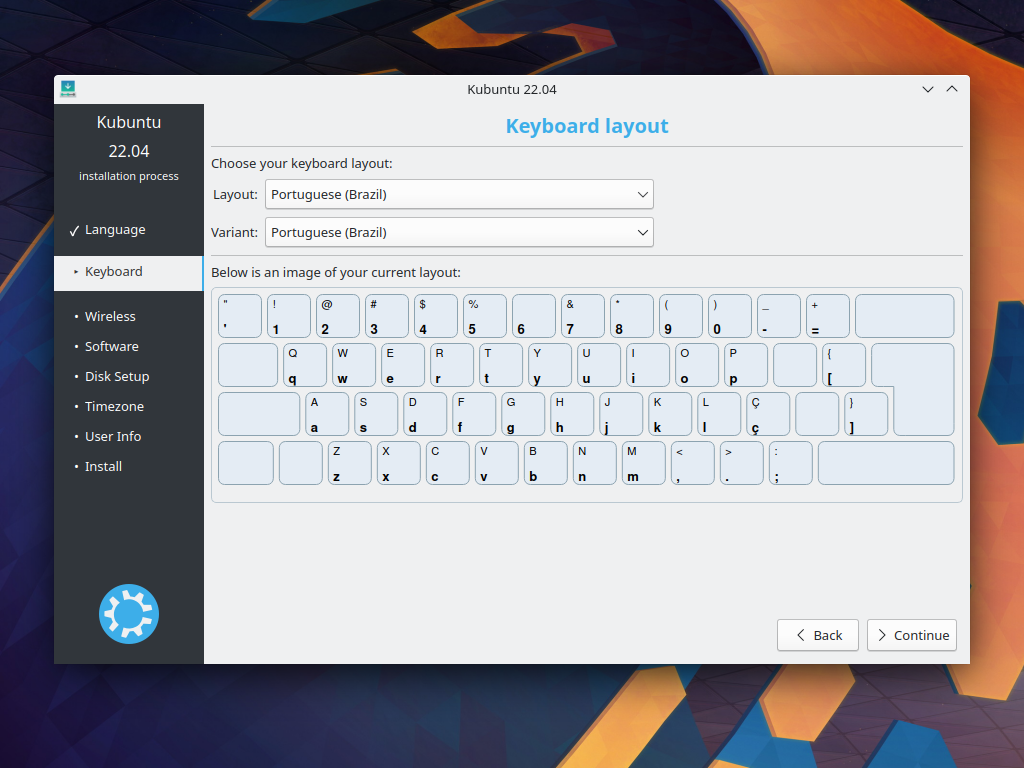 Kubuntu 22.04
Kubuntu
22.04
installation process
✓ Language
▸ Keyboard
• Wireless
• Software
• Disk Setup
• Timezone
• User Info
• Install
Keyboard layout
Choose your keyboard layout:
Layout: Portuguese (Brazil)
Variant: Portuguese (Brazil)
Below is an image of your current layout:
" ! @ # $ % & * ( ) _ +
' 1 2 3 4 5 6 7 8 9 0 - =
Q W E R T Y U I O P {
q w e r t y u i o p [
A S D F G H J K L Ç }
a s d f g h j k l ç ]
Z X C V B N M < > :
z x c v b n m , . ;
Back Continue